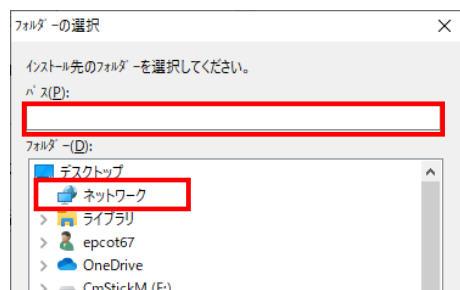 フォルダーの選択
インストール先のフォルダーを選択してください。
パス(P):
フォルダー(D):
デスクトップ
ネットワーク
ライブラリ
epcot67
OneDrive
CmStickM (E:)